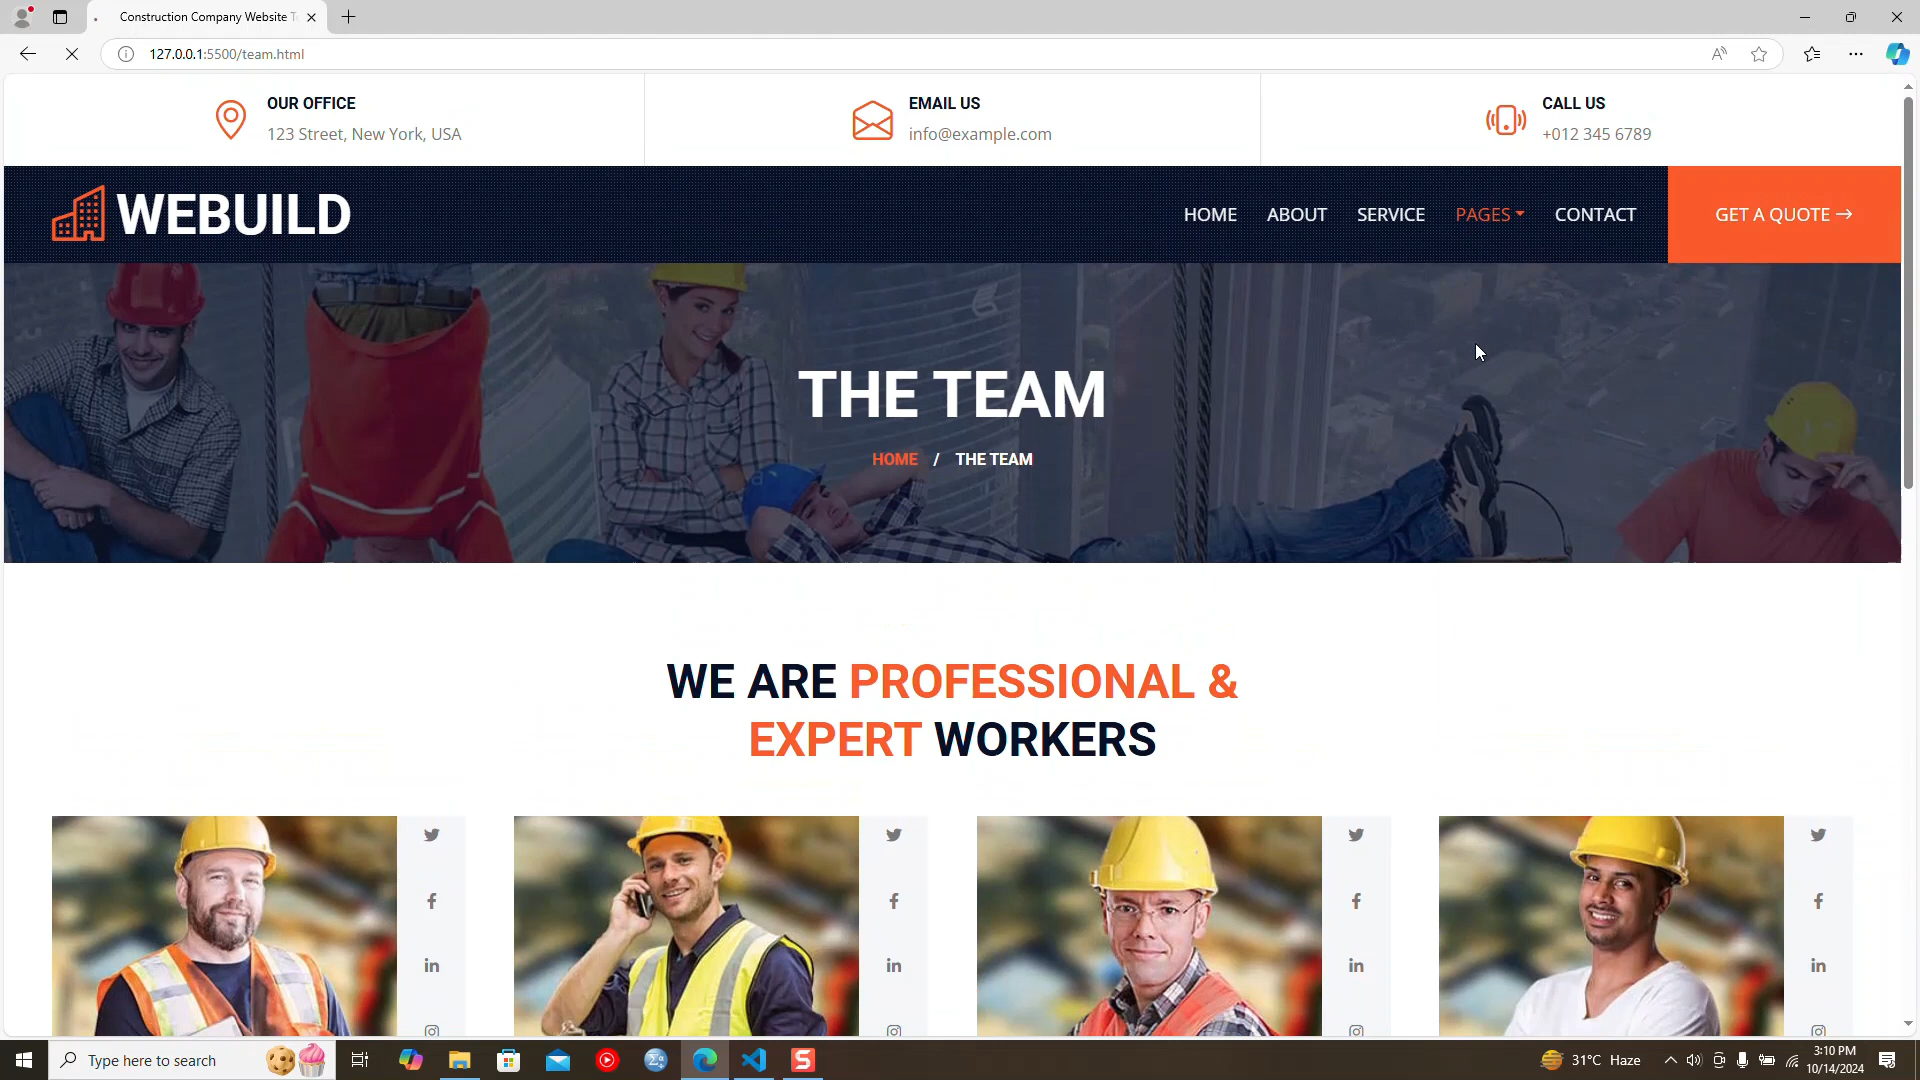 Construction Company Website T
127.0.0.1:5500/team.html
OUR OFFICE
123 Street, New York, USA
EMAIL US
info@example.com
CALL US
+012 345 6789
WEBUILD
HOME
ABOUT
SERVICE
PAGES
CONTACT
GET A QUOTE →
THE TEAM
HOME / THE TEAM
WE ARE PROFESSIONAL &
EXPERT WORKERS
Type here to search
31°C Haze
3:10 PM
10/14/2024